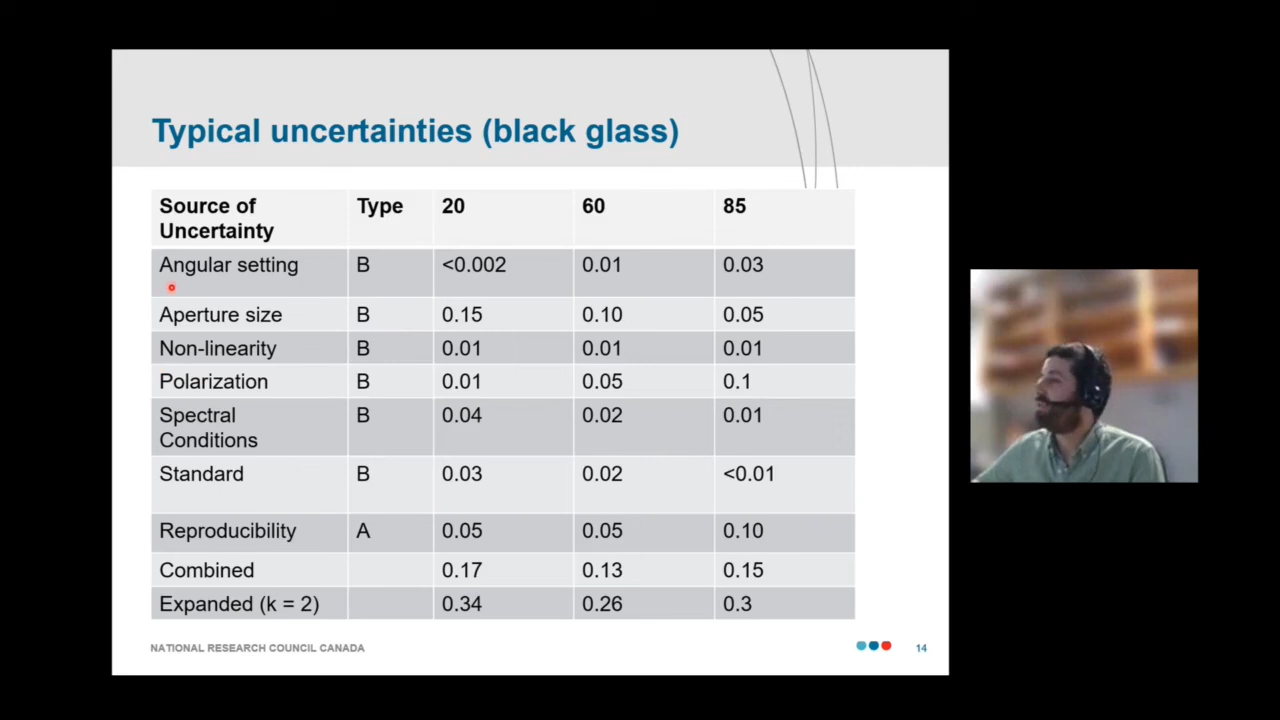 Typical uncertainties (black glass)
Source of Uncertainty Type 20 60 85
Angular setting B <0.002 0.01 0.03
Aperture size B 0.15 0.10 0.05
Non-linearity B 0.01 0.01 0.01
Polarization B 0.01 0.05 0.1
Spectral Conditions B 0.04 0.02 0.01
Standard B 0.03 0.02 <0.01
Reproducibility A 0.05 0.05 0.10
Combined 0.17 0.13 0.15
Expanded (k = 2) 0.34 0.26 0.3
NATIONAL RESEARCH COUNCIL CANADA 14